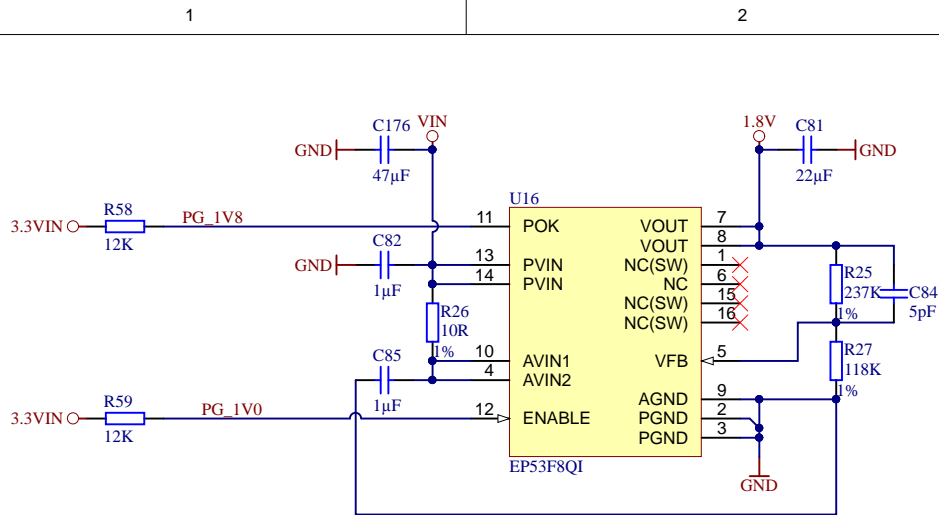 1 2
C176 VIN 1.8V C81
GND GND
47µF 22µF
U16
R58 PG_1V8 11 POK VOUT 7
3.3VIN
12K VOUT 8
C82 NC(SW) 1
GND 13 PVIN
1µF 14 PVIN NC 6
R25
237K C84
NC(SW) 15
5pF
R26 NC(SW) 16
10R 1%
1%
C85 10 AVIN1 VFB 5 R27
118K
1µF 4 AVIN2
1%
AGND 9
R59 PG_1V0 12 ENABLE PGND 2
3.3VIN
12K PGND 3
EP53F8QI
GND